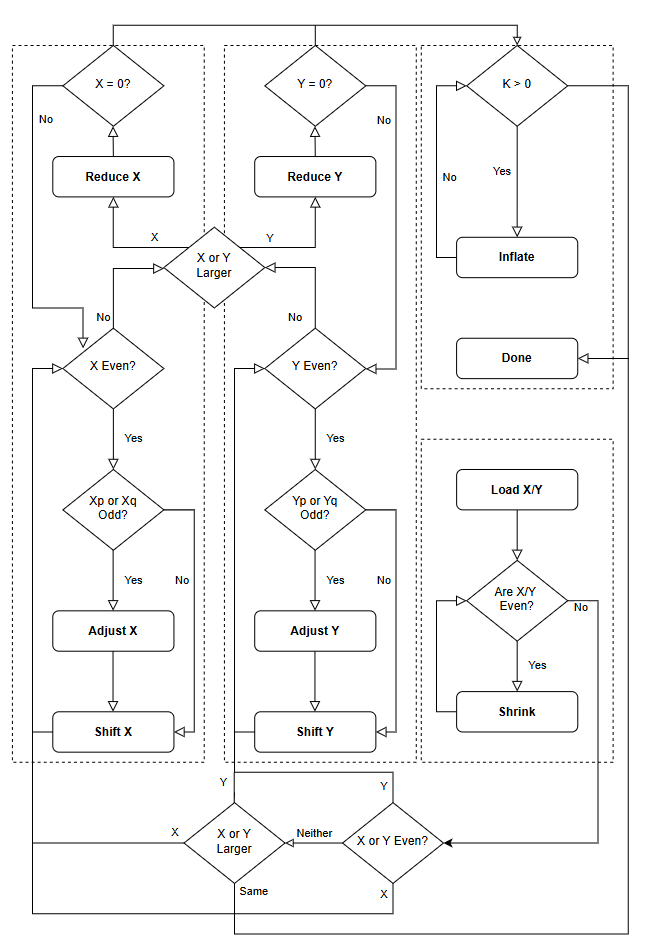 X = 0?
Y = 0?
K > 0
No
No
Reduce X
Reduce Y
Yes
No
X
Y
X or Y
Larger
Inflate
No
No
Done
X Even?
Y Even?
Yes
Yes
Xp or Xq
Odd?
Yp or Yq
Odd?
Load X/Y
Yes
No
Yes
No
Are X/Y
Even?
No
Adjust X
Adjust Y
Yes
Shift X
Shift Y
Shrink
Y
Y
X
X or Y
Larger
Neither
X or Y Even?
Same
X